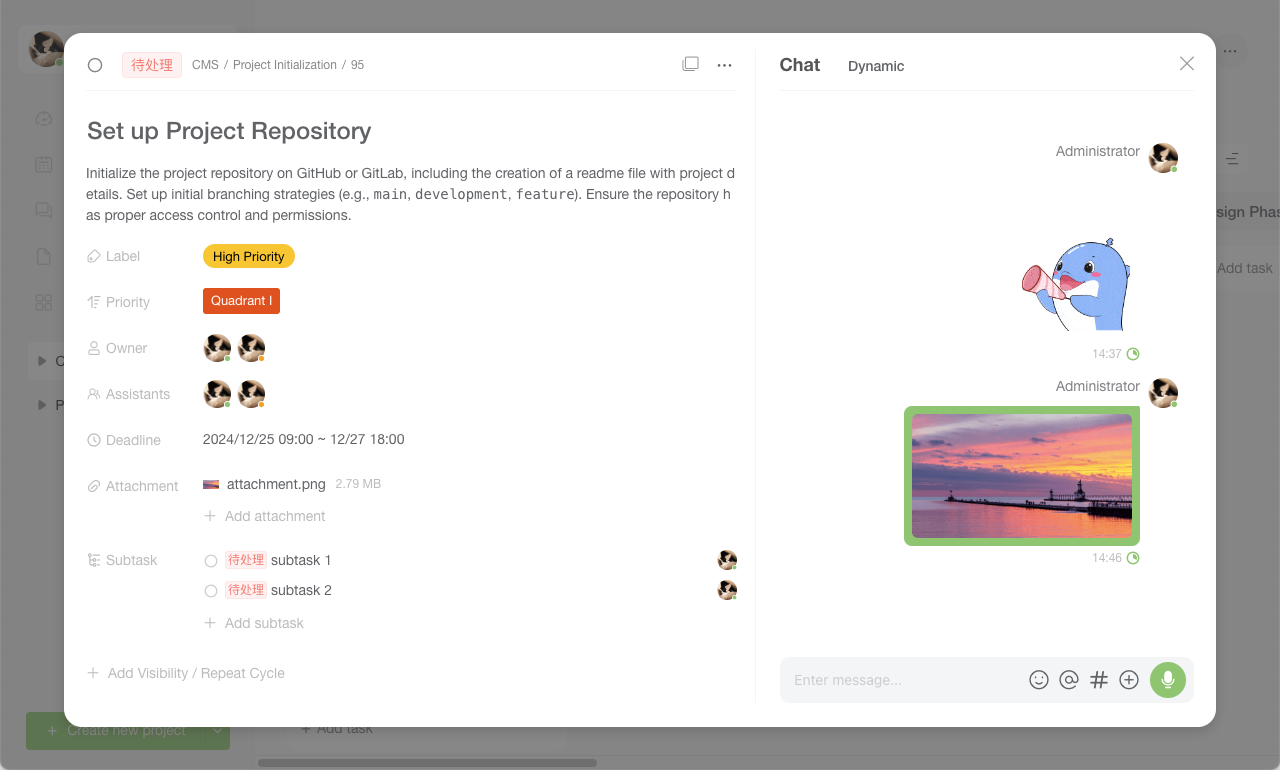 待处理 CMS / Project Initialization / 95
Set up Project Repository
Initialize the project repository on GitHub or GitLab, including the creation of a readme file with project d
etails. Set up initial branching strategies (e.g., main, development, feature). Ensure the repository h
as proper access control and permissions.
Label High Priority
Priority Quadrant I
Owner
Assistants
Deadline 2024/12/25 09:00 ~ 12/27 18:00
Attachment attachment.png 2.79 MB
Add attachment
Subtask 待处理 subtask 1
待处理 subtask 2
Add subtask
Add Visibility / Repeat Cycle
Chat Dynamic
Administrator
14:37
Administrator
14:46
Enter message...
sign Phas
Add task
C
P
Create new project
Add task